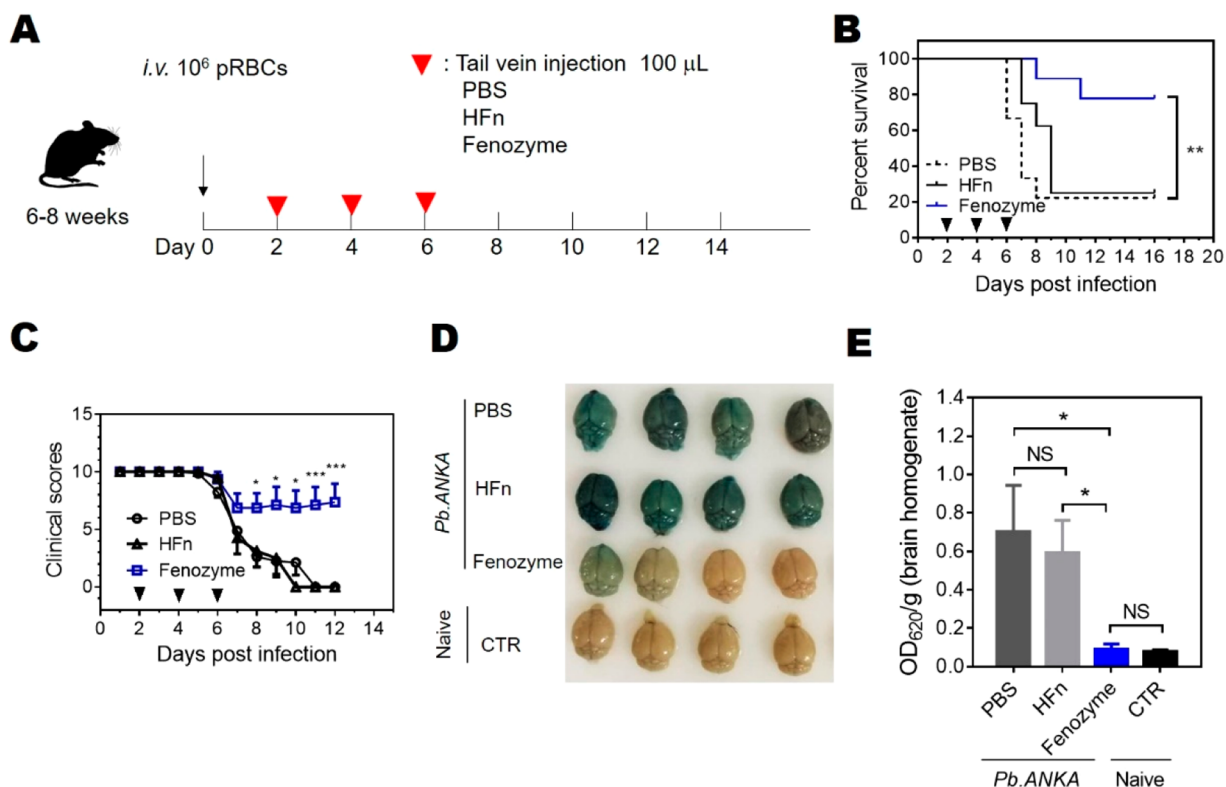 A
i.v. 10⁶ pRBCs
: Tail vein injection 100 μL
PBS
HFn
Fenozyme
6-8 weeks
Day 0 2 4 6 8 10 12 14
B
Percent survival
100
80
60
40
20
0
PBS
HFn
Fenozyme
**
0 2 4 6 8 10 12 14 16 18 20
Days post infection
C
Clinical scores
15
10
5
0
* * * *** ***
PBS
HFn
Fenozyme
0 2 4 6 8 10 12 14
Days post infection
D
Pb.ANKA
PBS
HFn
Fenozyme
Naive
CTR
E
OD₆₂₀/g (brain homogenate)
1.4
1.2
1.0
0.8
0.6
0.4
0.2
0.0
*
NS
*
NS
PBS
HFn
Fenozyme
CTR
Pb.ANKA
Naive